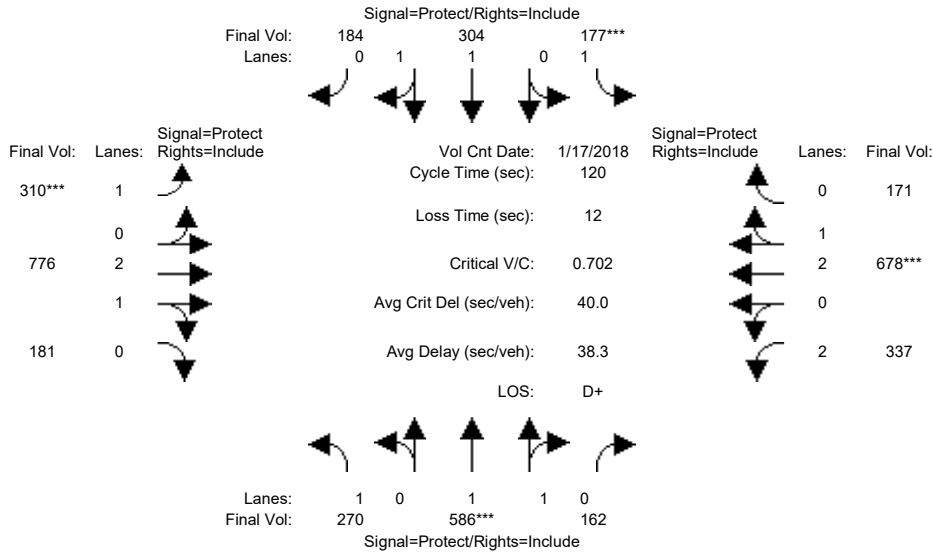 Signal=Protect/Rights=Include
Final Vol: 184 304 177***
Lanes: 0 1 1 0 1
Signal=Protect
Final Vol: Lanes: Rights=Include
Vol Cnt Date: 1/17/2018
Signal=Protect
Rights=Include Lanes: Final Vol:
Cycle Time (sec): 120
310*** 1
0 171
Loss Time (sec): 12
0
1
776 2
Critical V/C: 0.702
2 678***
1
Avg Crit Del (sec/veh): 40.0
0
181 0
Avg Delay (sec/veh): 38.3
2 337
LOS: D+
Lanes: 1 0 1 1 0
Final Vol: 270 586*** 162
Signal=Protect/Rights=Include